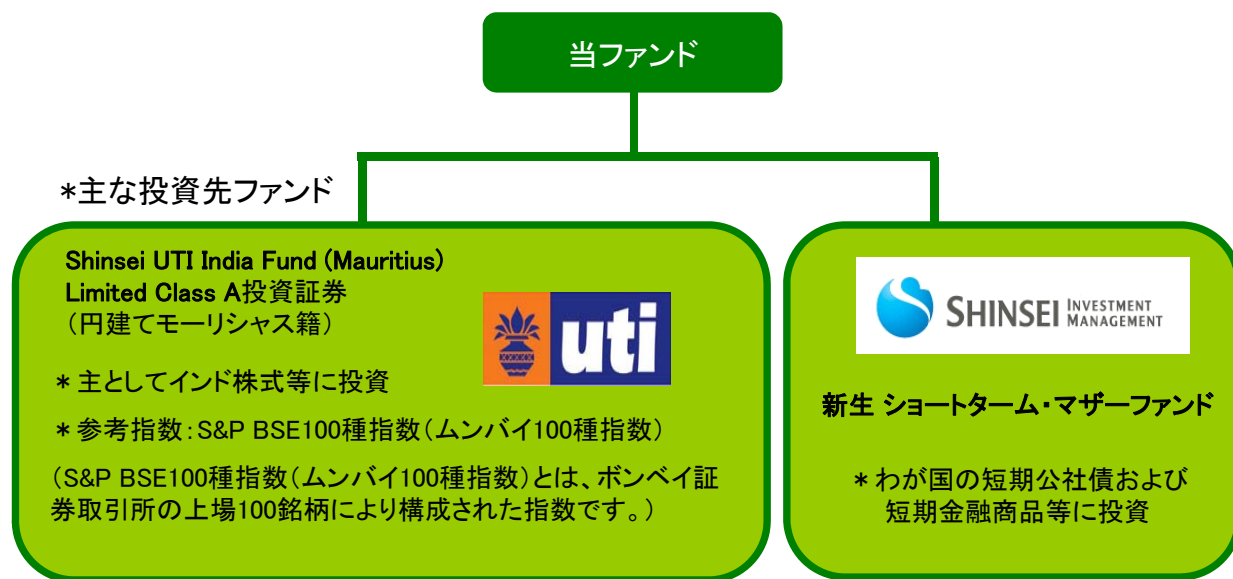 当ファンド
*主な投資先ファンド
Shinsei UTI India Fund (Mauritius)
Limited Class A投資証券
（円建てモーリシャス籍）
uti
* 主としてインド株式等に投資
* 参考指数：S&P BSE100種指数（ムンバイ100種指数）
（S&P BSE100種指数（ムンバイ100種指数）とは、ボンベイ証
券取引所の上場100銘柄により構成された指数です。）
SHINSEI INVESTMENT
MANAGEMENT
新生 ショートターム・マザーファンド
* わが国の短期公社債および
短期金融商品等に投資